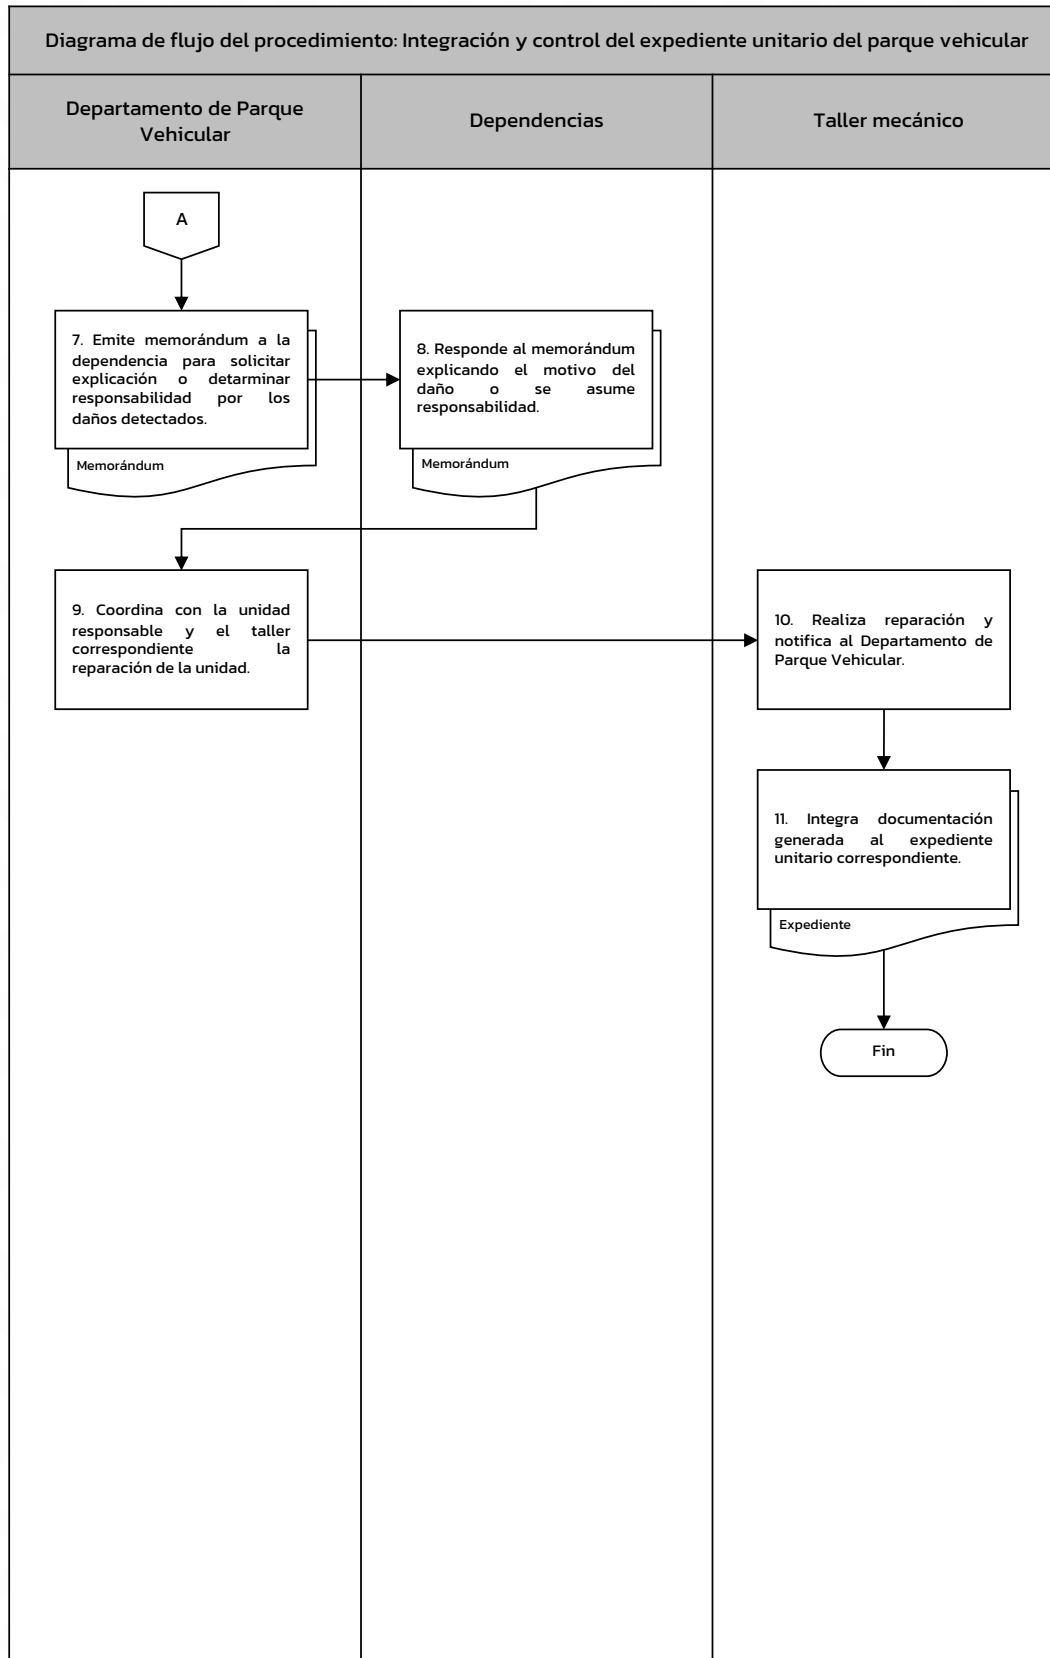 Diagrama de flujo del procedimiento: Integración y control del expediente unitario del parque vehicular
Departamento de Parque
Vehicular
Dependencias
Taller mecánico
A
7. Emite memorándum a la
dependencia para solicitar
explicación o detarminar
responsabilidad por los
daños detectados.
Memorándum
8. Responde al memorándum
explicando el motivo del
daño o se asume
responsabilidad.
Memorándum
9. Coordina con la unidad
responsable y el taller
correspondiente la
reparación de la unidad.
10. Realiza reparación y
notifica al Departamento de
Parque Vehicular.
11. Integra documentación
generada al expediente
unitario correspondiente.
Expediente
Fin